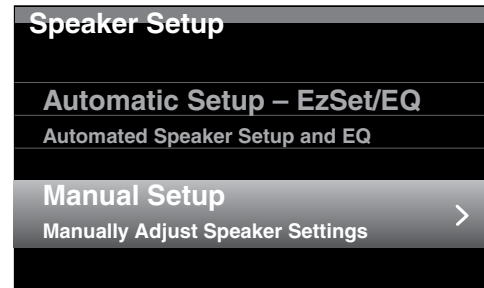 Speaker Setup
Automatic Setup – EzSet/EQ
Automated Speaker Setup and EQ
Manual Setup
Manually Adjust Speaker Settings